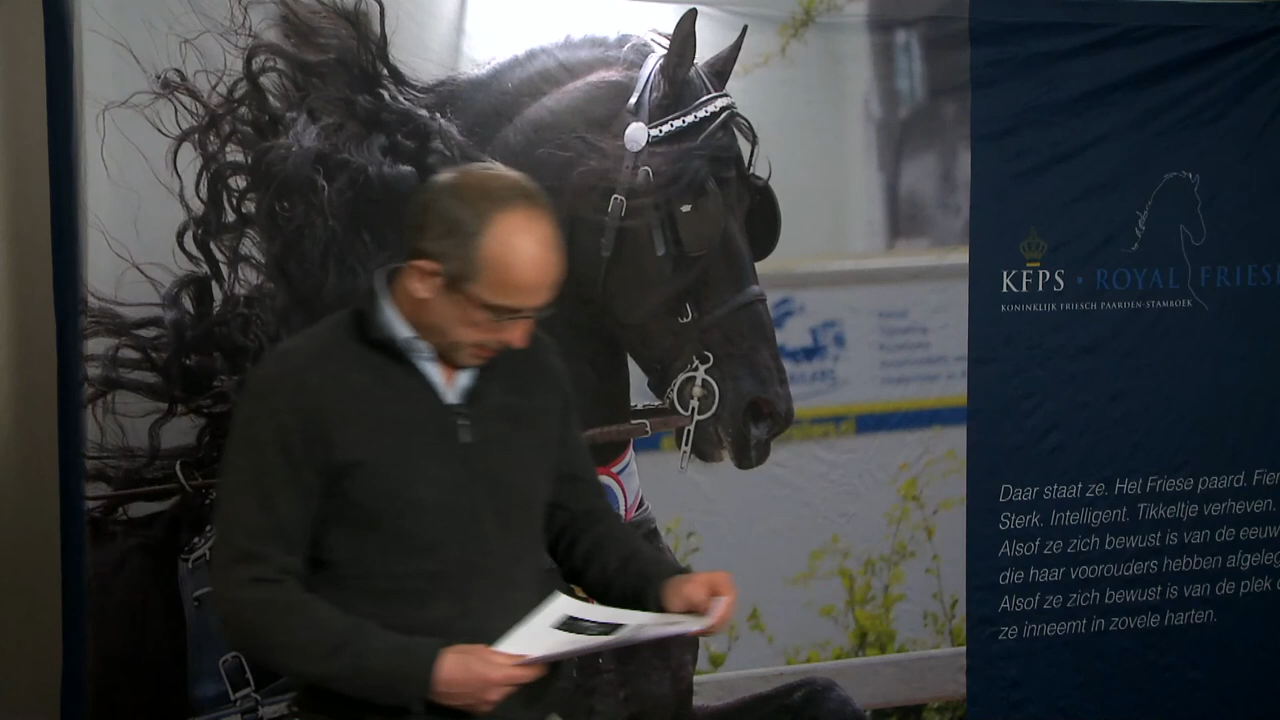 KFPS • ROYAL FRIES
KONINKLIJK FRIESCH PAARDEN-STAMBOEK
Daar staat ze. Het Friese paard. Fier
Sterk. Intelligent. Tikkeltje verheven.
Alsof ze zich bewust is van de eeuw
die haar voorouders hebben afgeleg
Alsof ze zich bewust is van de plek
ze inneemt in zovele harten.